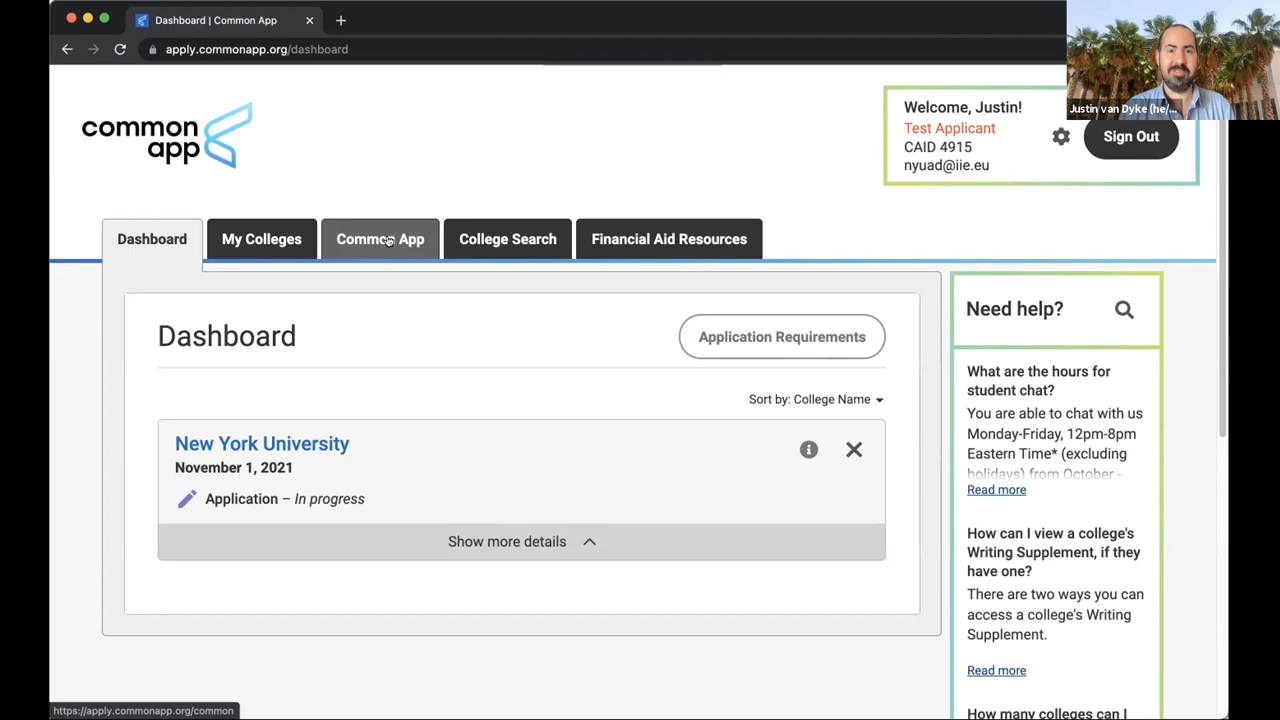 Dashboard | Common App
apply.commonapp.org/dashboard
Justin van Dyke (he/...
common
app
Welcome, Justin!
Test Applicant
CAID 4915
nyuad@iie.eu
Sign Out
Dashboard
My Colleges
Common App
College Search
Financial Aid Resources
Dashboard
Application Requirements
Sort by: College Name
New York University
November 1, 2021
Application – In progress
Show more details
Need help?
What are the hours for
student chat?
You are able to chat with us
Monday-Friday, 12pm-8pm
Eastern Time* (excluding
holidays) from October -
Read more
How can I view a college's
Writing Supplement, if they
have one?
There are two ways you can
access a college's Writing
Supplement.
Read more
How many colleges can I
https://apply.commonapp.org/common